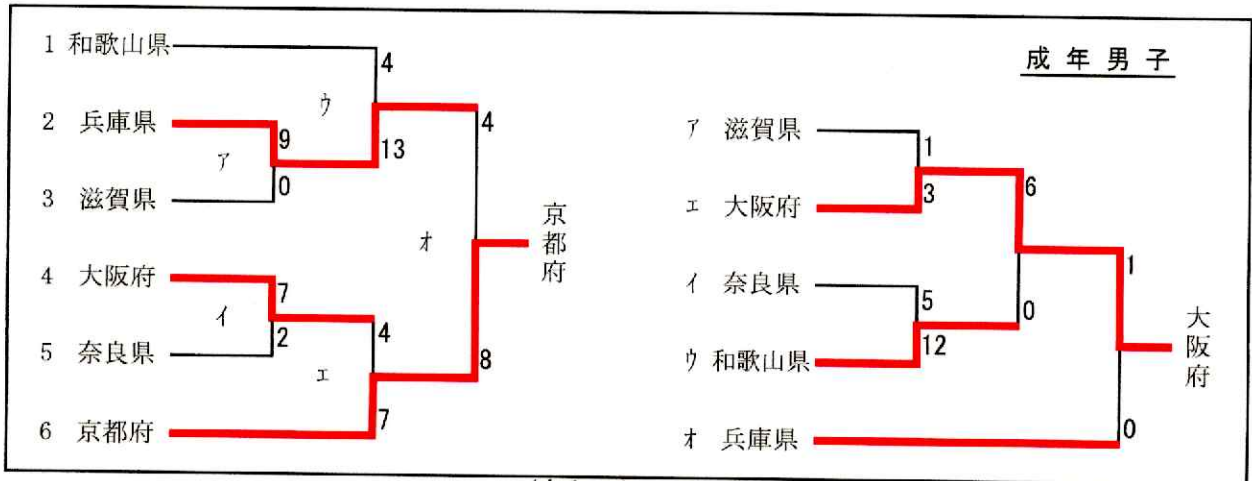 成年男子
1 和歌山県
4
ウ
2 兵庫県
9
ア
13
4
3 滋賀県
0
オ
京都府
4 大阪府
7
イ
4
5 奈良県
2
エ
8
6 京都府
7
ア 滋賀県
1
エ 大阪府
3
6
イ 奈良県
5
0
1
ウ 和歌山県
12
大阪府
オ 兵庫県
0